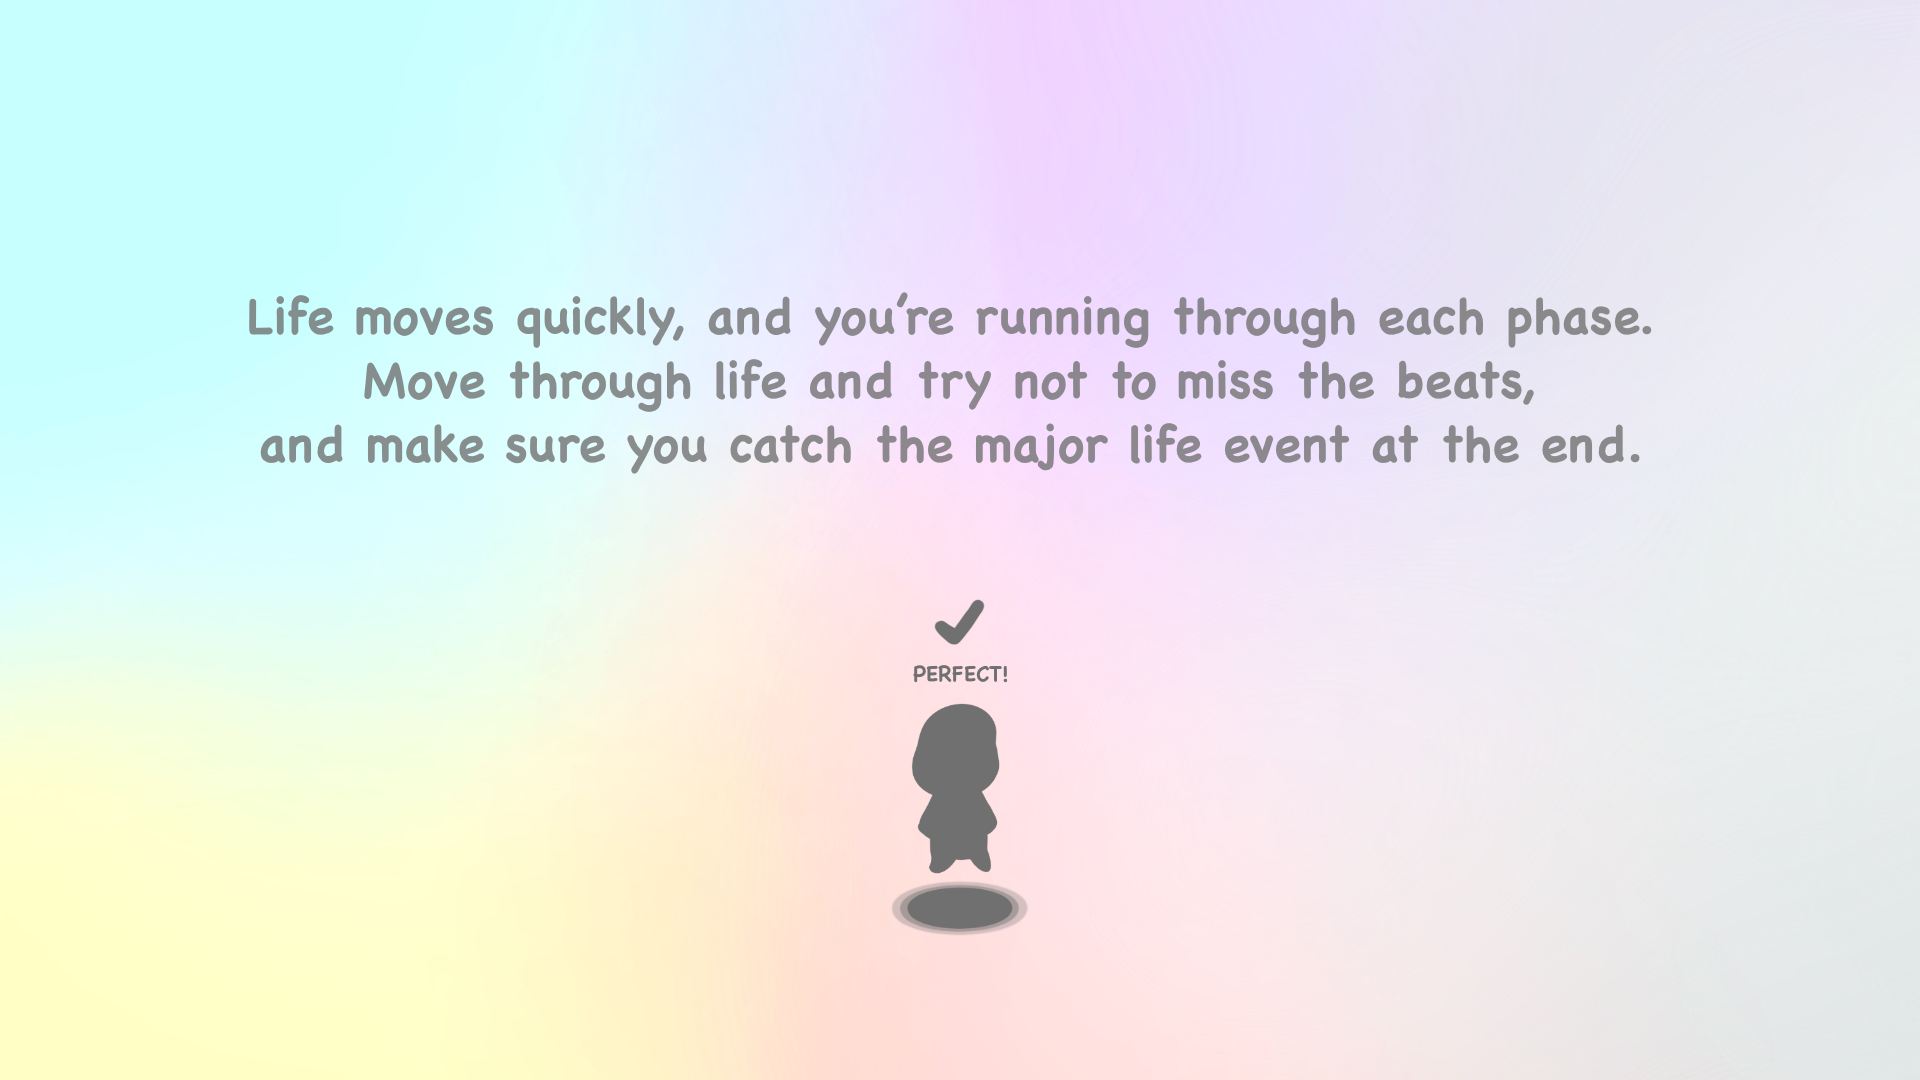 Life moves quickly, and you’re running through each phase.
Move through life and try not to miss the beats,
and make sure you catch the major life event at the end.
PERFECT!